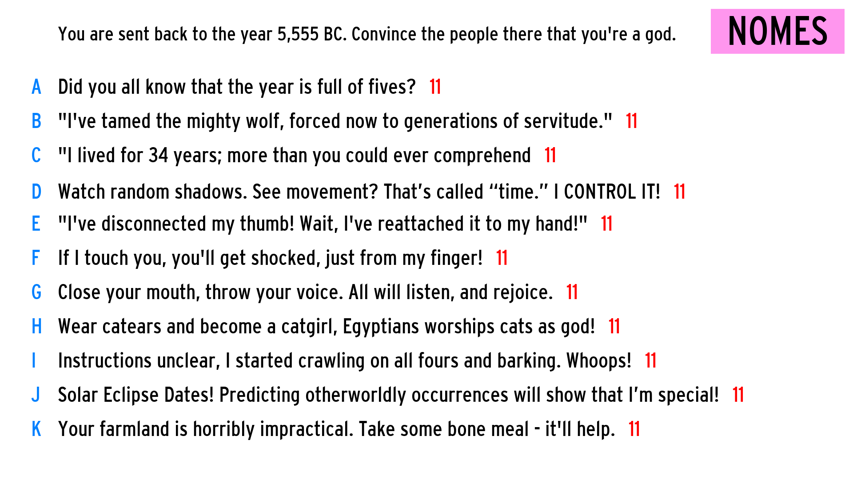 You are sent back to the year 5,555 BC. Convince the people there that you're a god.
NOMES
A Did you all know that the year is full of fives? 11
B "I've tamed the mighty wolf, forced now to generations of servitude." 11
C "I lived for 34 years; more than you could ever comprehend 11
D Watch random shadows. See movement? That’s called “time.” I CONTROL IT! 11
E "I've disconnected my thumb! Wait, I've reattached it to my hand!" 11
F If I touch you, you'll get shocked, just from my finger! 11
G Close your mouth, throw your voice. All will listen, and rejoice. 11
H Wear catears and become a catgirl, Egyptians worships cats as god! 11
I Instructions unclear, I started crawling on all fours and barking. Whoops! 11
J Solar Eclipse Dates! Predicting otherworldly occurrences will show that I’m special! 11
K Your farmland is horribly impractical. Take some bone meal - it'll help. 11